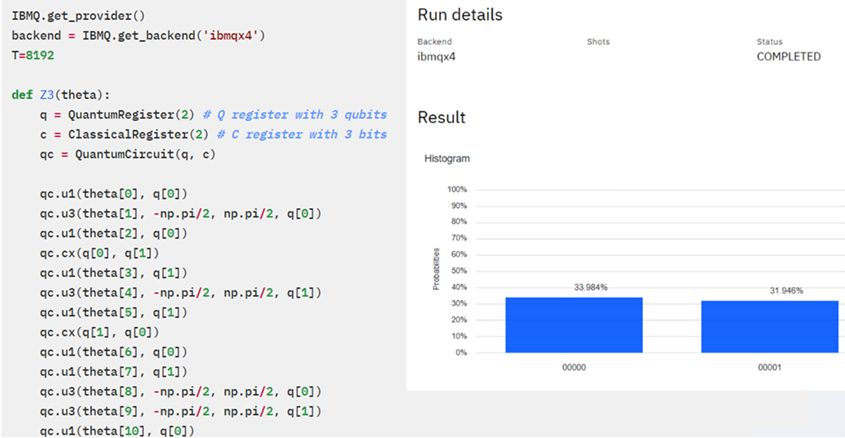 IBMQ.get_provider()
backend = IBMQ.get_backend('ibmqx4')
T=8192
def Z3(theta):
q = QuantumRegister(2) # Q register with 3 qubits
c = ClassicalRegister(2) # C register with 3 bits
qc = QuantumCircuit(q, c)
qc.u1(theta[0], q[0])
qc.u3(theta[1], -np.pi/2, np.pi/2, q[0])
qc.u1(theta[2], q[0])
qc.cx(q[0], q[1])
qc.u1(theta[3], q[1])
qc.u3(theta[4], -np.pi/2, np.pi/2, q[1])
qc.u1(theta[5], q[1])
qc.cx(q[1], q[0])
qc.u1(theta[6], q[0])
qc.u1(theta[7], q[1])
qc.u3(theta[8], -np.pi/2, np.pi/2, q[0])
qc.u3(theta[9], -np.pi/2, np.pi/2, q[1])
qc.u1(theta[10], q[0])
Run details
Backend Shots Status
ibmqx4 COMPLETED
Result
Histogram
Probabilities
100%
90%
80%
70%
60%
50%
40%
30%
20%
10%
0%
33.984% 31.946%
00000 00001